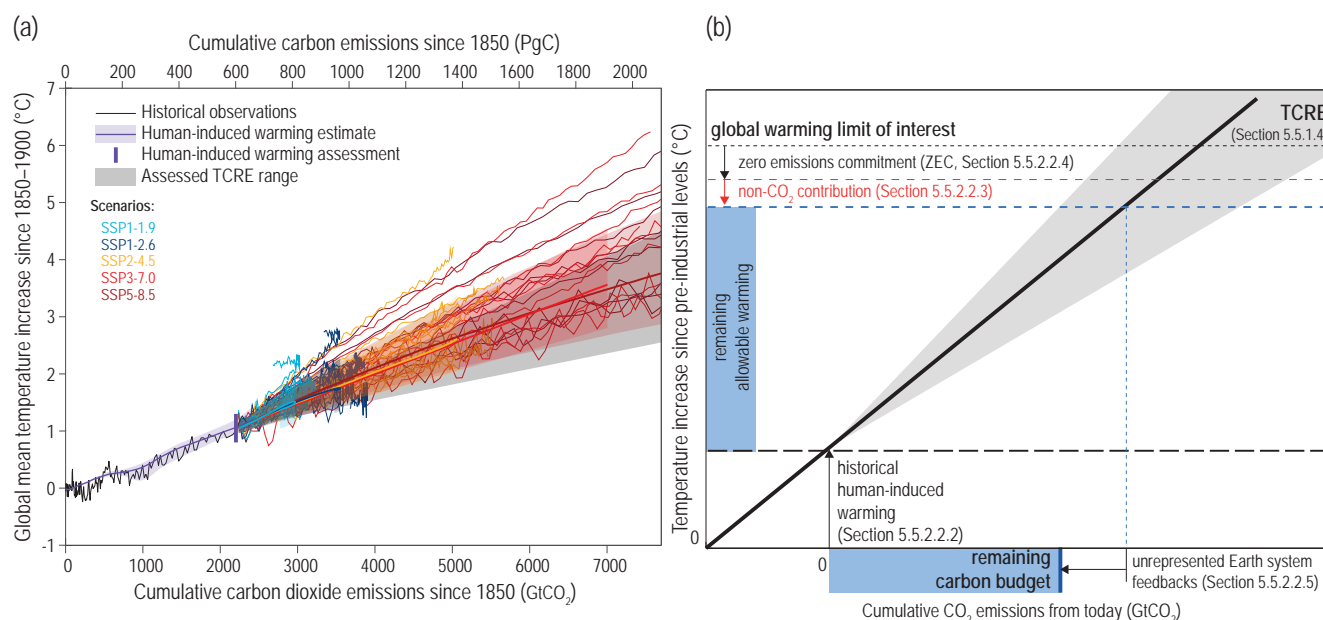 (a)
Cumulative carbon emissions since 1850 (PgC)
0 200 400 600 800 1000 1200 1400 1600 1800 2000
7
6
5
4
3
2
1
0
-1
Global mean temperature increase since 1850–1900 (°C)
Historical observations
Human-induced warming estimate
Human-induced warming assessment
Assessed TCRE range
Scenarios:
SSP1-1.9
SSP1-2.6
SSP2-4.5
SSP3-7.0
SSP5-8.5
0 1000 2000 3000 4000 5000 6000 7000
Cumulative carbon dioxide emissions since 1850 (GtCO₂)
(b)
Temperature increase since pre-industrial levels (°C)
0
global warming limit of interest
TCRE
(Section 5.5.1.4
zero emissions commitment (ZEC, Section 5.5.2.2.4)
non-CO₂ contribution (Section 5.5.2.2.3)
remaining
allowable warming
historical
human-induced
warming
(Section 5.5.2.2.2)
0
remaining
carbon budget
unrepresented Earth system
feedbacks (Section 5.5.2.2.5)
Cumulative CO₂ emissions from today (GtCO₂)